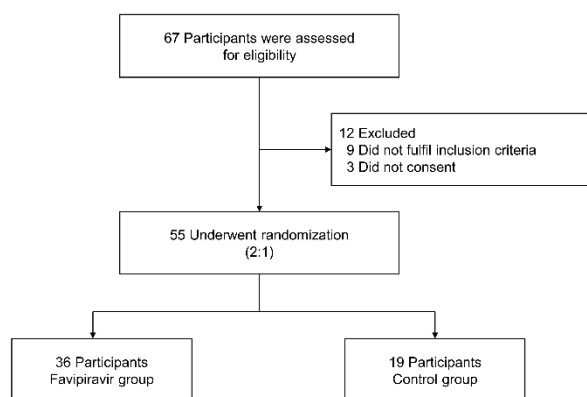 67 Participants were assessed
for eligibility
12 Excluded
9 Did not fulfil inclusion criteria
3 Did not consent
55 Underwent randomization
(2:1)
36 Participants
Favipiravir group
19 Participants
Control group